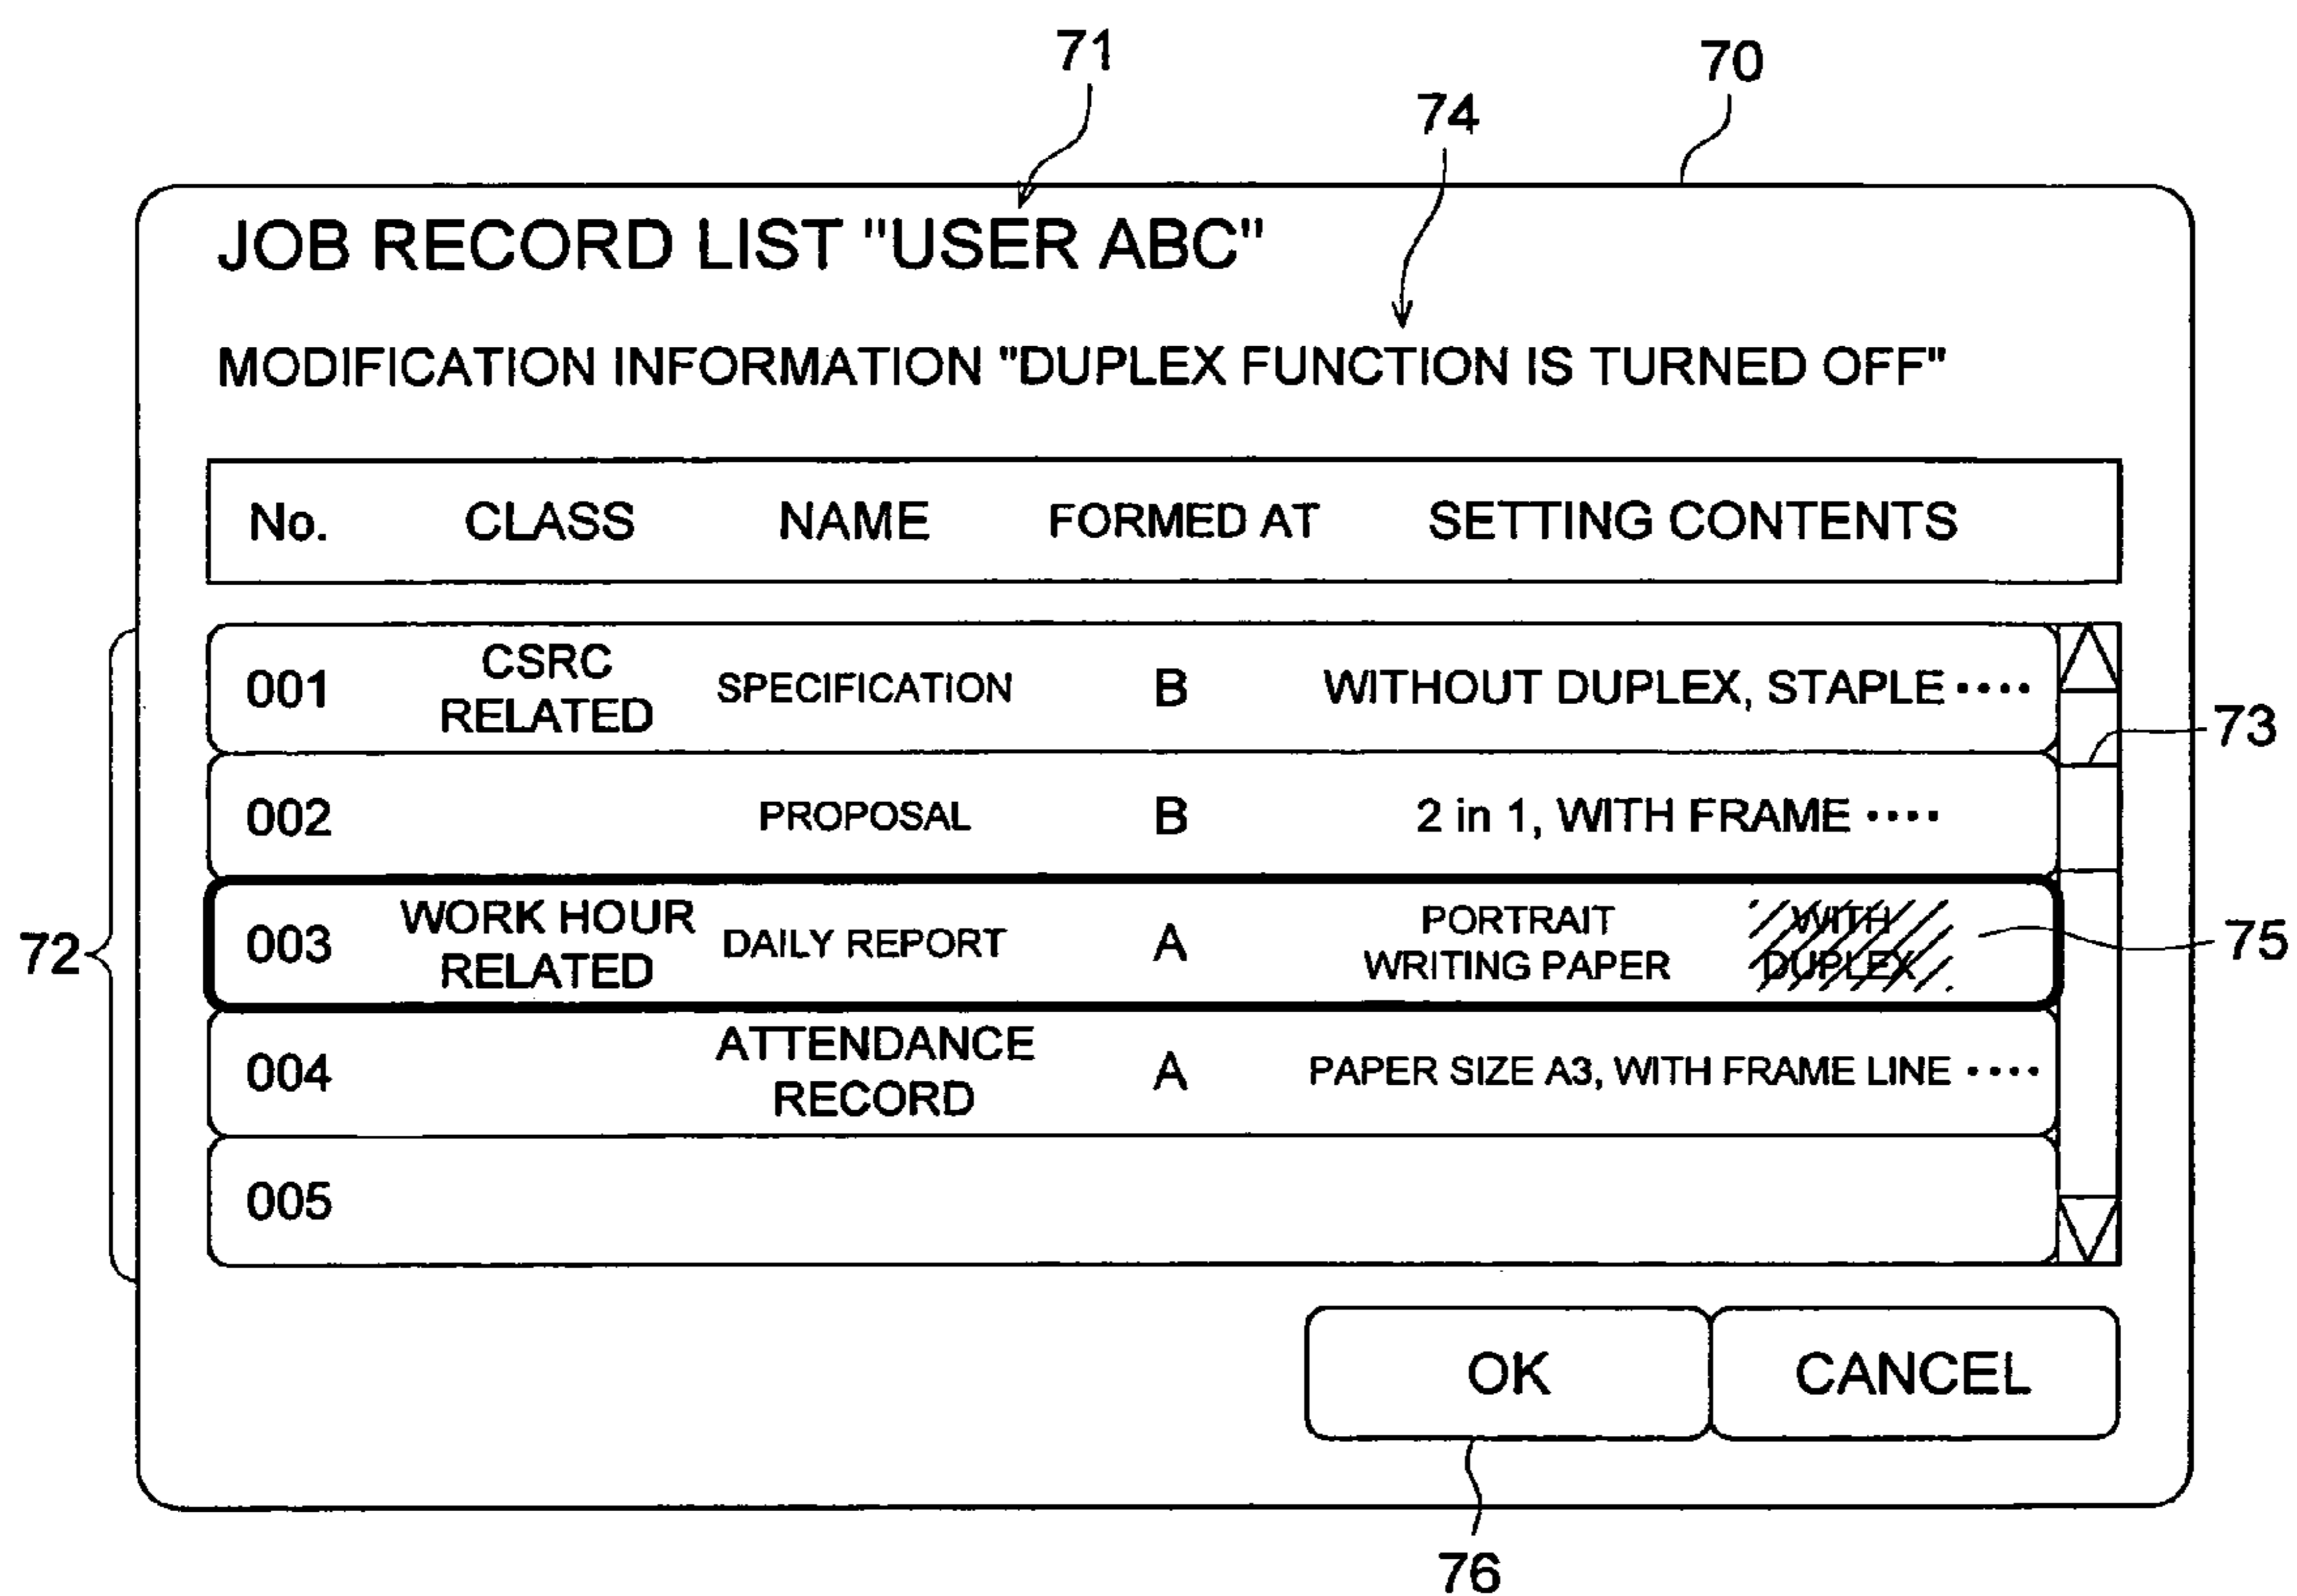 71
70
74
JOB RECORD LIST "USER ABC"
MODIFICATION INFORMATION "DUPLEX FUNCTION IS TURNED OFF"
No. CLASS NAME FORMED AT SETTING CONTENTS
001 CSRC RELATED SPECIFICATION B WITHOUT DUPLEX, STAPLE ····
73
002 PROPOSAL B 2 in 1, WITH FRAME ····
72
003 WORK HOUR RELATED DAILY REPORT A PORTRAIT WRITING PAPER WITH DUPLEX
75
004 ATTENDANCE RECORD A PAPER SIZE A3, WITH FRAME LINE ····
005
OK CANCEL
76